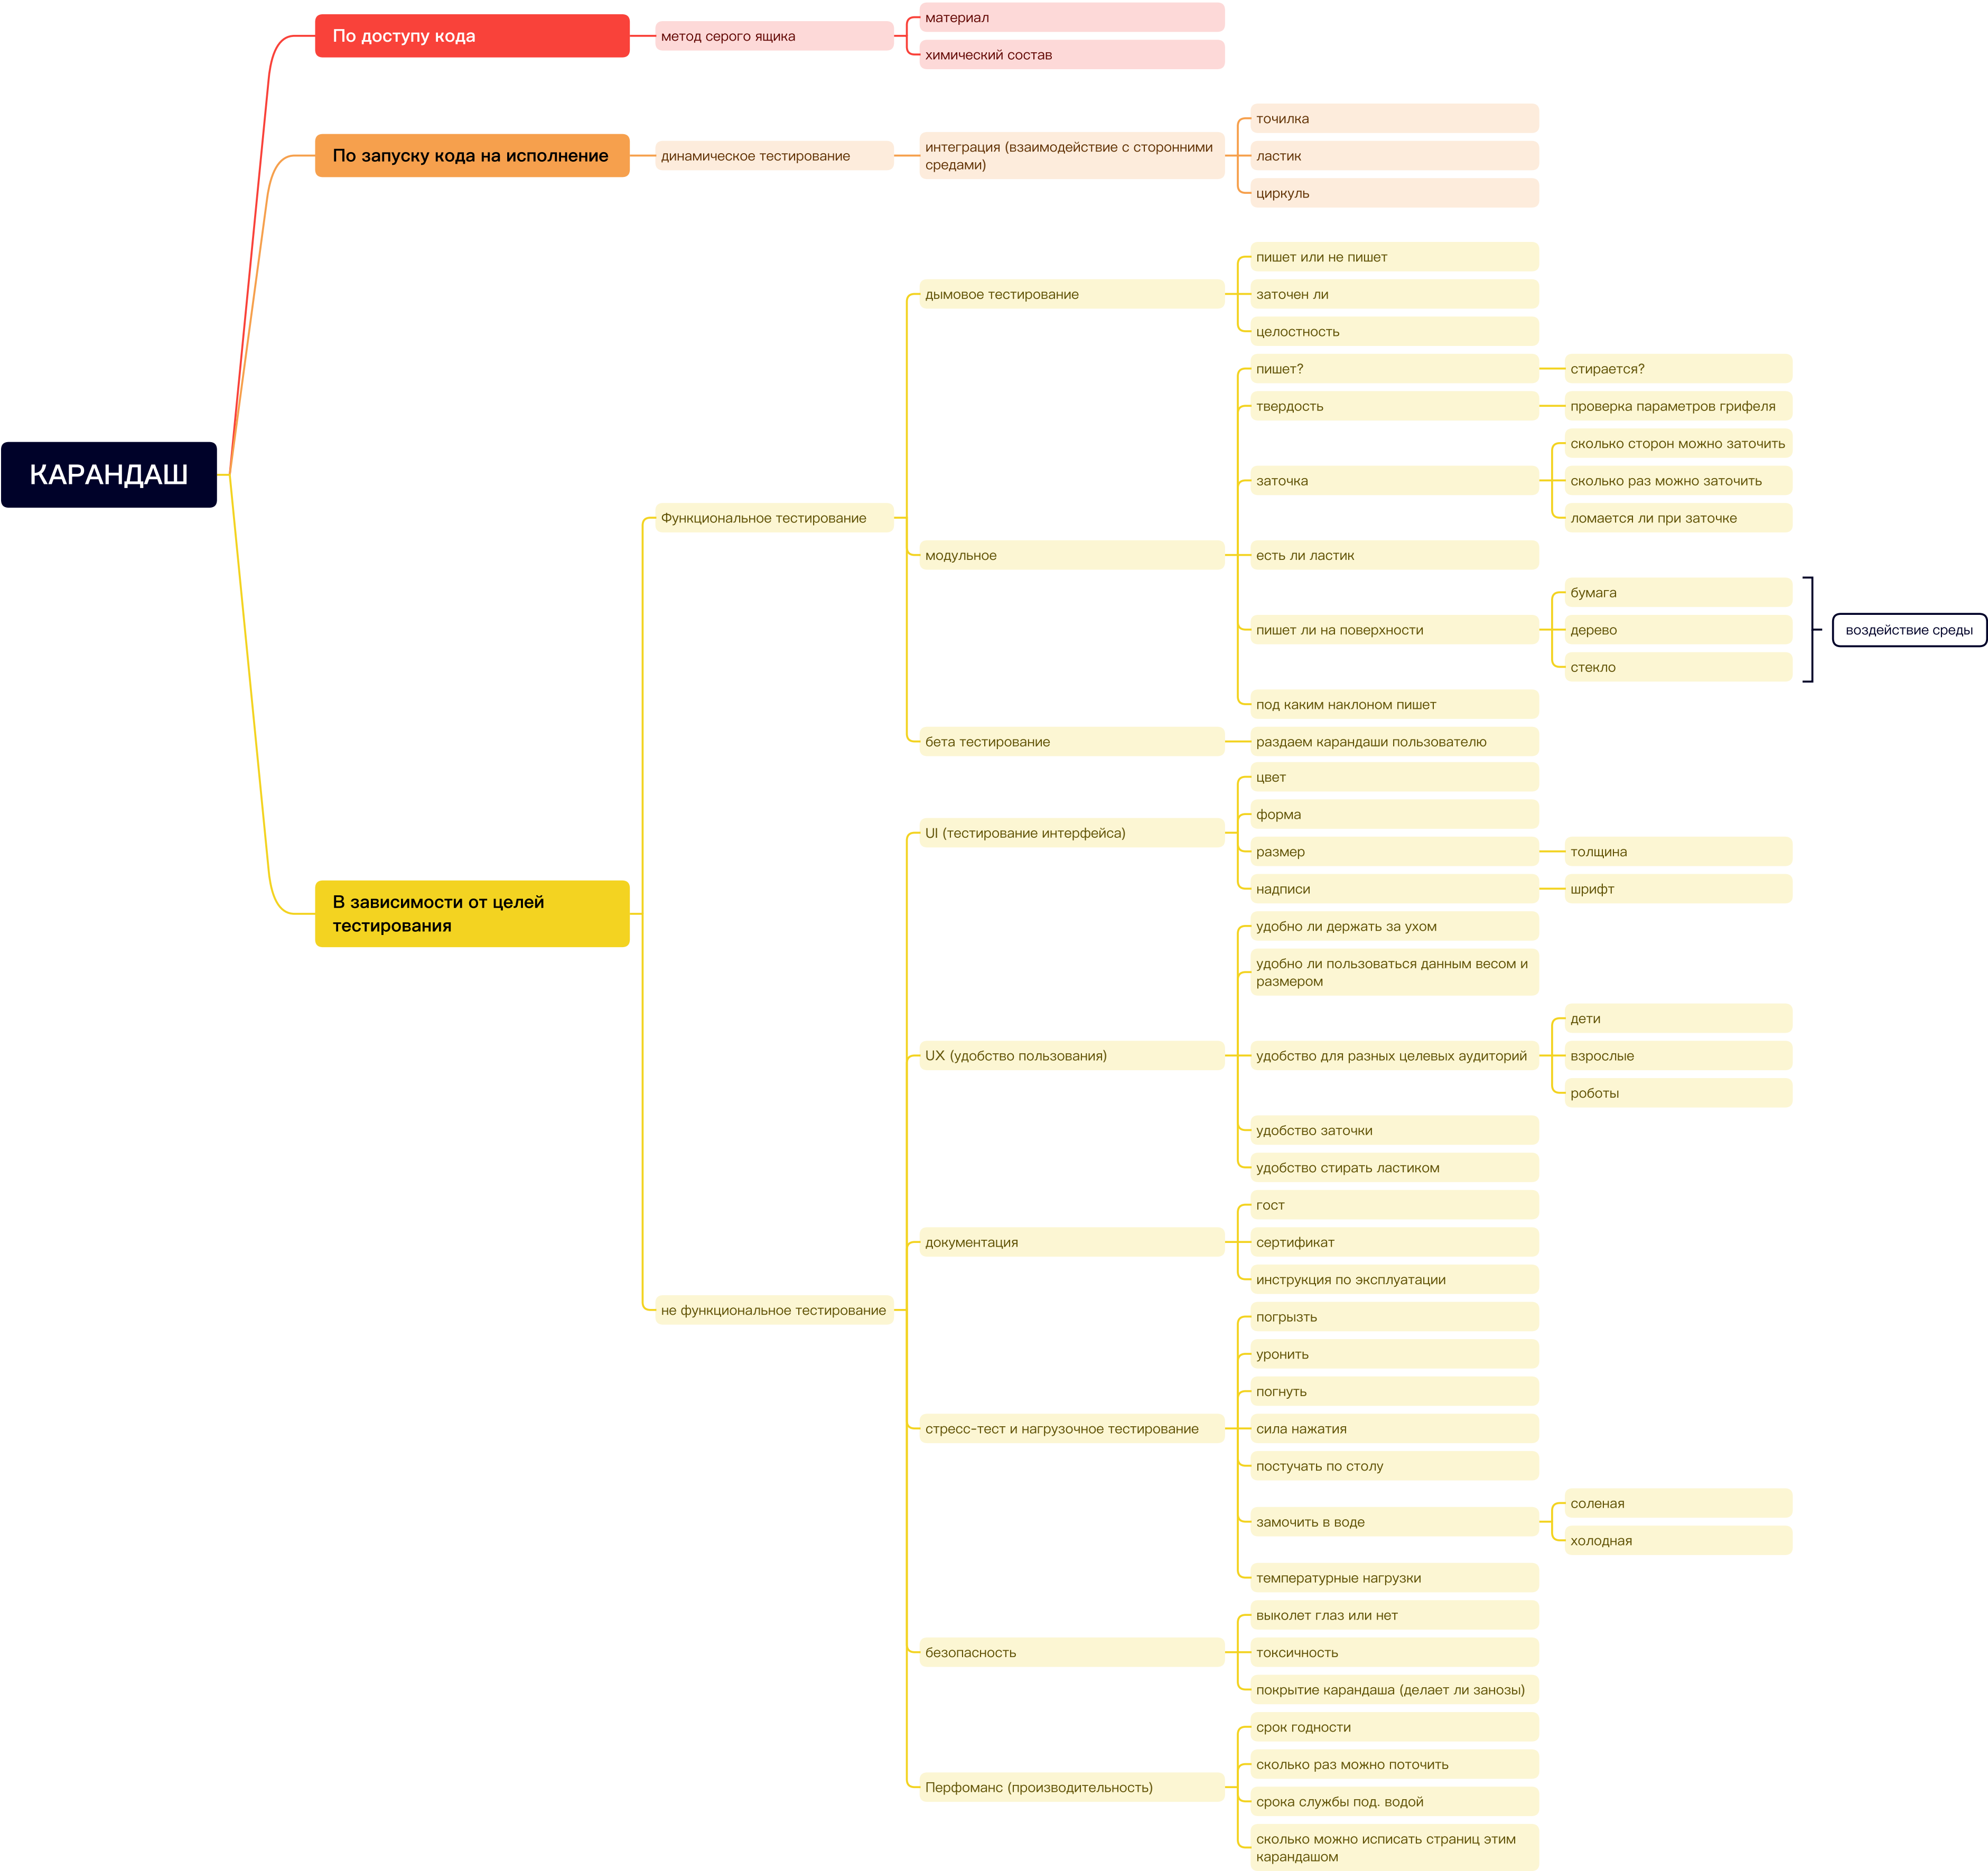 КАРАНДАШ
По доступу кода
метод серого ящика
материал
химический состав
По запуску кода на исполнение
динамическое тестирование
интеграция (взаимодействие с сторонними
средами)
точилка
ластик
циркуль
В зависимости от целей
тестирования
Функциональное тестирование
дымовое тестирование
пишет или не пишет
заточен ли
целостность
модульное
пишет?
стирается?
твердость
проверка параметров грифеля
заточка
сколько сторон можно заточить
сколько раз можно заточить
ломается ли при заточке
есть ли ластик
пишет ли на поверхности
бумага
дерево
стекло
воздействие среды
под каким наклоном пишет
бета тестирование
раздаем карандаши пользователю
не функциональное тестирование
UI (тестирование интерфейса)
цвет
форма
размер
толщина
надписи
шрифт
UX (удобство пользования)
удобно ли держать за ухом
удобно ли пользоваться данным весом и
размером
удобство для разных целевых аудиторий
дети
взрослые
роботы
удобство заточки
удобство стирать ластиком
документация
гост
сертификат
инструкция по эксплуатации
стресс-тест и нагрузочное тестирование
погрызть
уронить
погнуть
сила нажатия
постучать по столу
замочить в воде
соленая
холодная
температурные нагрузки
безопасность
выколет глаз или нет
токсичность
покрытие карандаша (делает ли занозы)
Перфоманс (производительность)
срок годности
сколько раз можно поточить
срока службы под. водой
сколько можно исписать страниц этим
карандашом